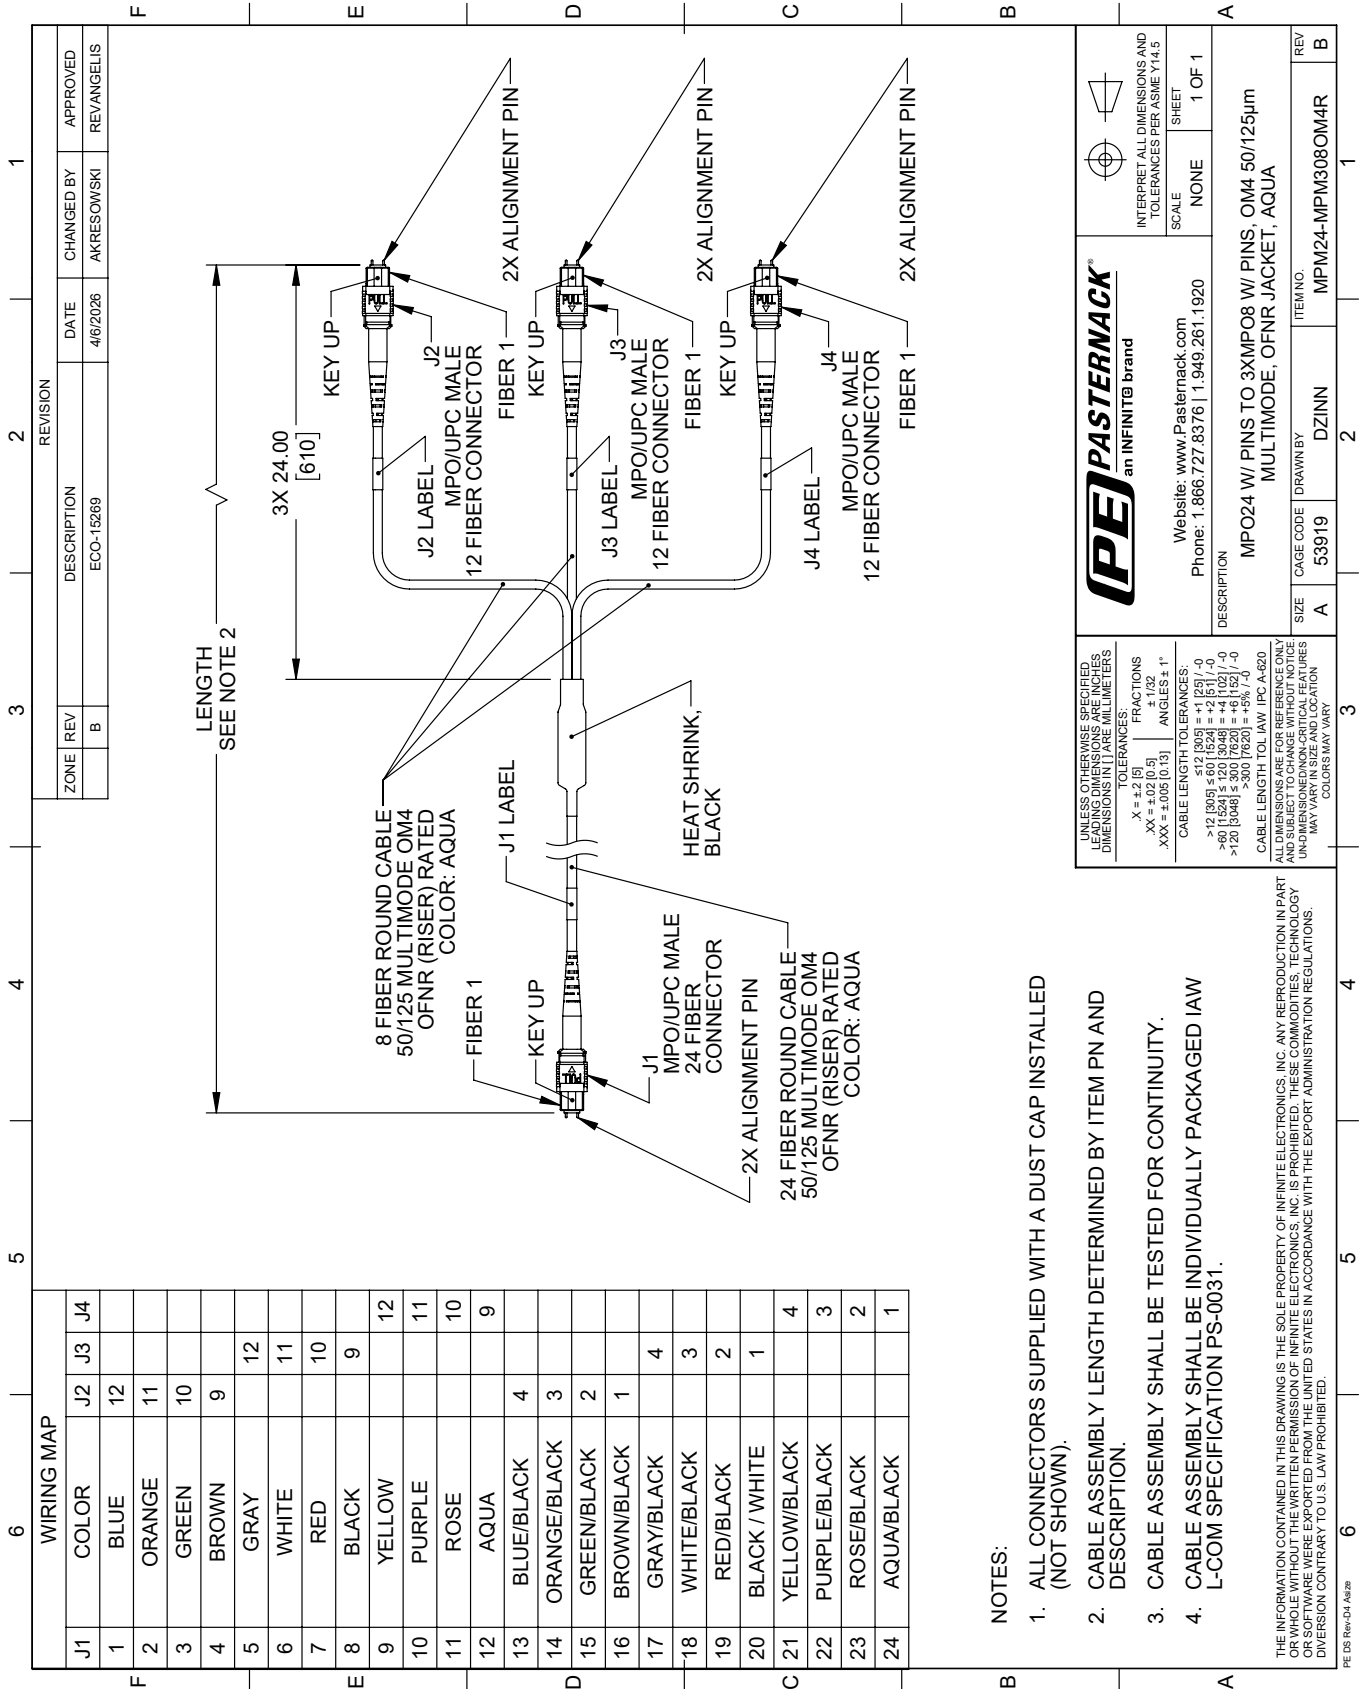 REVISION
ZONE REV DESCRIPTION DATE CHANGED BY APPROVED
B ECO-15269 4/6/2026 AKRESOWSKI REVANGELIS
6 5 4 3 2 1
F E D C B A
WIRING MAP
J1 COLOR J2 J3 J4
1 BLUE 12
2 ORANGE 11
3 GREEN 10
4 BROWN 9
5 GRAY 12
6 WHITE 11
7 RED 10
8 BLACK 9
9 YELLOW 12
10 PURPLE 11
11 ROSE 10
12 AQUA 9
13 BLUE/BLACK 4
14 ORANGE/BLACK 3
15 GREEN/BLACK 2
16 BROWN/BLACK 1
17 GRAY/BLACK 4
18 WHITE/BLACK 3
19 RED/BLACK 2
20 BLACK / WHITE 1
21 YELLOW/BLACK 4
22 PURPLE/BLACK 3
23 ROSE/BLACK 2
24 AQUA/BLACK 1
LENGTH
SEE NOTE 2
3X 24.00
[610]
8 FIBER ROUND CABLE
50/125 MULTIMODE OM4
OFNR (RISER) RATED
COLOR: AQUA
FIBER 1
KEY UP
PULL
J1
MPO/UPC MALE
24 FIBER
CONNECTOR
2X ALIGNMENT PIN
J1 LABEL
24 FIBER ROUND CABLE
50/125 MULTIMODE OM4
OFNR (RISER) RATED
COLOR: AQUA
HEAT SHRINK,
BLACK
KEY UP
PULL
J2 LABEL
J2
MPO/UPC MALE
12 FIBER CONNECTOR
FIBER 1
2X ALIGNMENT PIN
KEY UP
PULL
J3 LABEL
J3
MPO/UPC MALE
12 FIBER CONNECTOR
FIBER 1
2X ALIGNMENT PIN
KEY UP
PULL
J4 LABEL
J4
MPO/UPC MALE
12 FIBER CONNECTOR
FIBER 1
2X ALIGNMENT PIN
NOTES:
1. ALL CONNECTORS SUPPLIED WITH A DUST CAP INSTALLED
(NOT SHOWN).
2. CABLE ASSEMBLY LENGTH DETERMINED BY ITEM PN AND
DESCRIPTION.
3. CABLE ASSEMBLY SHALL BE TESTED FOR CONTINUITY.
4. CABLE ASSEMBLY SHALL BE INDIVIDUALLY PACKAGED IAW
L-COM SPECIFICATION PS-0031.
THE INFORMATION CONTAINED IN THIS DRAWING IS THE SOLE PROPERTY OF INFINITE ELECTRONICS, INC. ANY REPRODUCTION IN PART
OR WHOLE WITHOUT THE WRITTEN PERMISSION OF INFINITE ELECTRONICS, INC. IS PROHIBITED. THESE COMMODITIES, TECHNOLOGY
OR SOFTWARE WERE EXPORTED FROM THE UNITED STATES IN ACCORDANCE WITH THE EXPORT ADMINISTRATION REGULATIONS.
DIVERSION CONTRARY TO U.S. LAW PROHIBITED.
UNLESS OTHERWISE SPECIFIED
LEADING DIMENSIONS ARE INCHES
DIMENSIONS IN [ ] ARE MILLIMETERS
TOLERANCES:
.X = ±.2 [5] FRACTIONS
.XX = ±.02 [0.5] ± 1/32
.XXX = ±.005 [0.13] ANGLES ± 1°
CABLE LENGTH TOLERANCES:
≤12 [305] = +1 [25] / -0
>12 [305] ≤ 60 [1524] = +2 [51] / -0
>60 [1524] ≤ 120 [3048] = +4 [102] / -0
>120 [3048] ≤ 300 [7620] = +6 [152] / -0
>300 [7620] = +5% / -0
CABLE LENGTH TOL IAW IPC A-620
ALL DIMENSIONS ARE FOR REFERENCE ONLY
AND SUBJECT TO CHANGE WITHOUT NOTICE.
UN-DIMENSIONED/NON-CRITICAL FEATURES
MAY VARY IN SIZE AND LOCATION
COLORS MAY VARY
PE PASTERNACK®
an INFINIT@ brand
Website: www.Pasternack.com
Phone: 1.866.727.8376 | 1.949.261.1920
INTERPRET ALL DIMENSIONS AND
TOLERANCES PER ASME Y14.5
SCALE NONE
SHEET 1 OF 1
DESCRIPTION
MPO24 W/ PINS TO 3XMPO8 W/ PINS, OM4 50/125µm
MULTIMODE, OFNR JACKET, AQUA
SIZE A
CAGE CODE 53919
DRAWN BY DZINN
ITEM NO. MPM24-MPM308OM4R
REV B
6 5 4 3 2 1
F E D C B A
PE DS Rev-D4 Asize